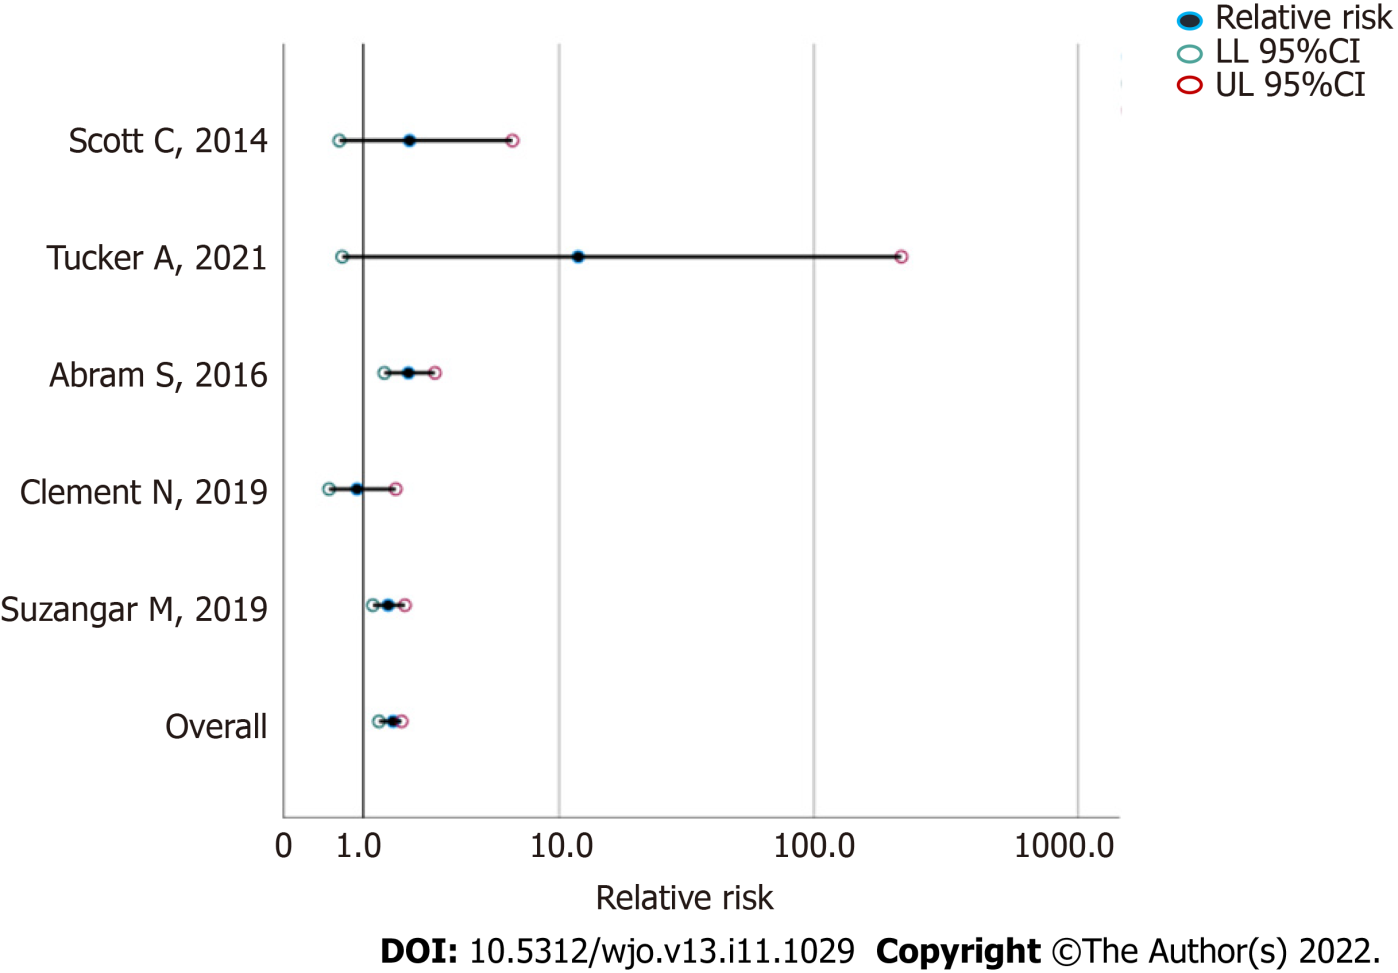 Relative risk
LL 95%CI
UL 95%CI
Scott C, 2014
Tucker A, 2021
Abram S, 2016
Clement N, 2019
Suzangar M, 2019
Overall
0 1.0 10.0 100.0 1000.0
Relative risk
DOI: 10.5312/wjo.v13.i11.1029 Copyright ©The Author(s) 2022.